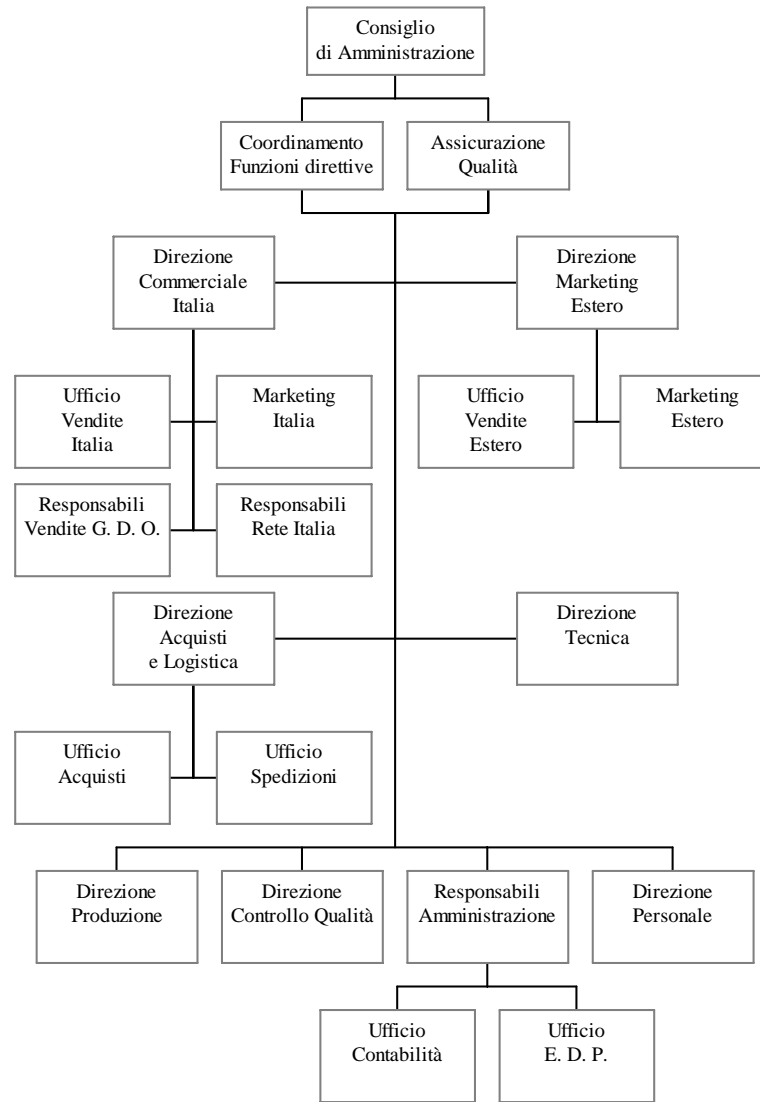 Consiglio
di Amministrazione
Coordinamento
Funzioni direttive
Assicurazione
Qualità
Direzione
Commerciale
Italia
Direzione
Marketing
Estero
Ufficio
Vendite
Italia
Marketing
Italia
Ufficio
Vendite
Estero
Marketing
Estero
Responsabili
Vendite G. D. O.
Responsabili
Rete Italia
Direzione
Acquisti
e Logistica
Direzione
Tecnica
Ufficio
Acquisti
Ufficio
Spedizioni
Direzione
Produzione
Direzione
Controllo Qualità
Responsabili
Amministrazione
Direzione
Personale
Ufficio
Contabilità
Ufficio
E. D. P.